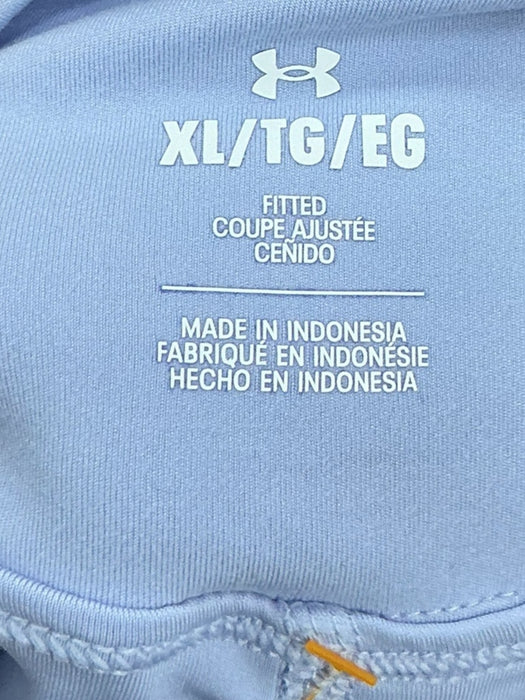 XL/TG/EG
FITTED
COUPE AJUSTÉE
CEÑIDO
MADE IN INDONESIA
FABRIQUÉ EN INDONÉSIE
HECHO EN INDONESIA